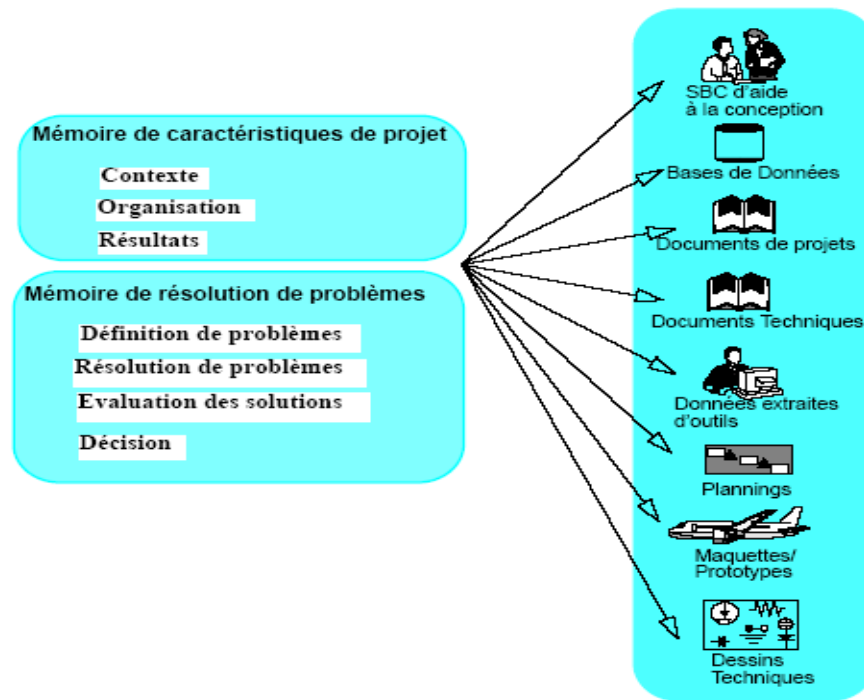 Mémoire de caractéristiques de projet
Contexte
Organisation
Résultats
Mémoire de résolution de problèmes
Définition de problèmes
Résolution de problèmes
Evaluation des solutions
Décision
SBC d'aide
à la conception
Bases de Données
Documents de projets
Documents Techniques
Données extraites
d'outils
Plannings
Maquettes/
Prototypes
Dessins
Techniques